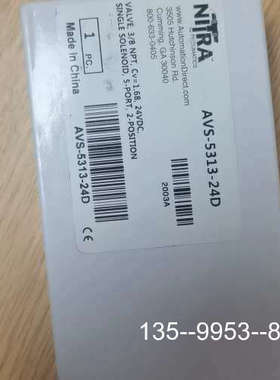 NITRA
PNEUMATICS
www.AutomationDirect.com
3505 Hutchinson Rd.
Cumming, GA 30040
800-633-0405
AVS-5313-24D
2003A
VALVE, 3/8 NPT, Cv=1.68, 24VDC,
SINGLE SOLENOID, 5-PORT, 2-POSITION
1
PC.
Made in China
AVS-5313-24D
CE
135--9953--8